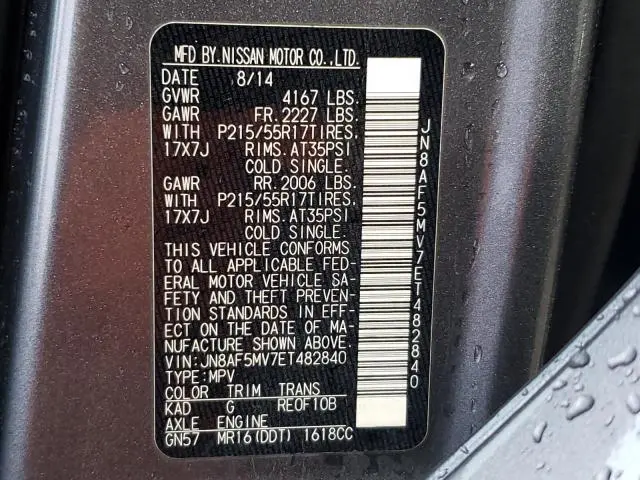 MFD BY.NISSAN MOTOR CO.,LTD.
DATE 8/14
GVWR 4167 LBS.
GAWR FR.2227 LBS.
WITH P215/55R17TIRES.
17X7J RIMS.AT35PSI
COLD SINGLE.
GAWR RR.2006 LBS.
WITH P215/55R17TIRES.
17X7J RIMS.AT35PSI
COLD SINGLE.
THIS VEHICLE CONFORMS
TO ALL APPLICABLE FED-
ERAL MOTOR VEHICLE SA-
FETY AND THEFT PREVEN-
TION STANDARDS IN EFF-
ECT ON THE DATE OF MA-
NUFACTURE SHOWN ABOVE.
VIN:JN8AF5MV7ET482840
TYPE:MPV
COLOR TRIM TRANS
KAD G RE0F10B
AXLE ENGINE
GN57 MR16(DDT) 1618CC
JN8AF5MV7ET482840